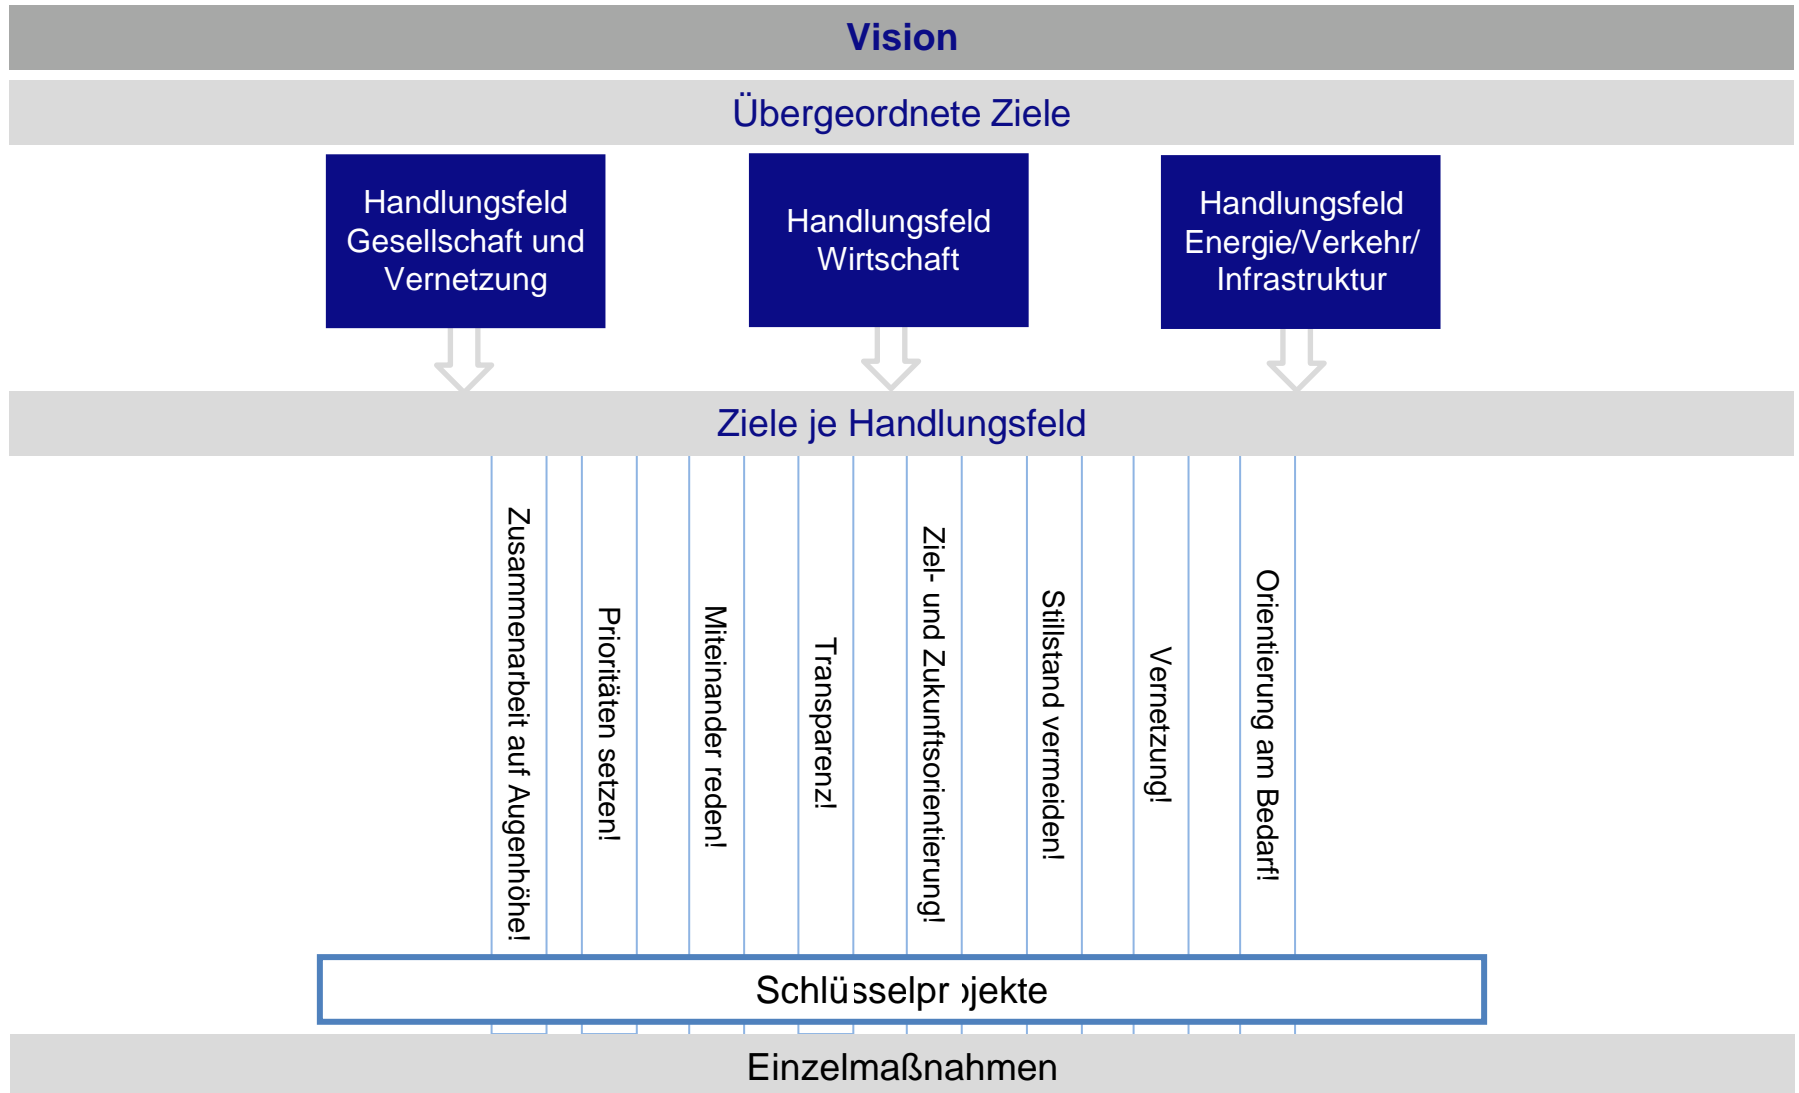 Vision
Übergeordnete Ziele
Handlungsfeld
Gesellschaft und
Vernetzung
Handlungsfeld
Wirtschaft
Handlungsfeld
Energie/Verkehr/
Infrastruktur
Ziele je Handlungsfeld
Zusammenarbeit auf Augenhöhe!
Prioritäten setzen!
Miteinander reden!
Transparenz!
Ziel- und Zukunftsorientierung!
Stillstand vermeiden!
Vernetzung!
Orientierung am Bedarf!
Schlüsselprojekte
Einzelmaßnahmen